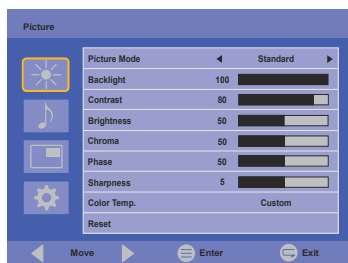 Picture
Picture Mode Standard
Backlight 100
Contrast 80
Brightness 50
Chroma 50
Phase 50
Sharpness 5
Color Temp. Custom
Reset
Move Enter Exit